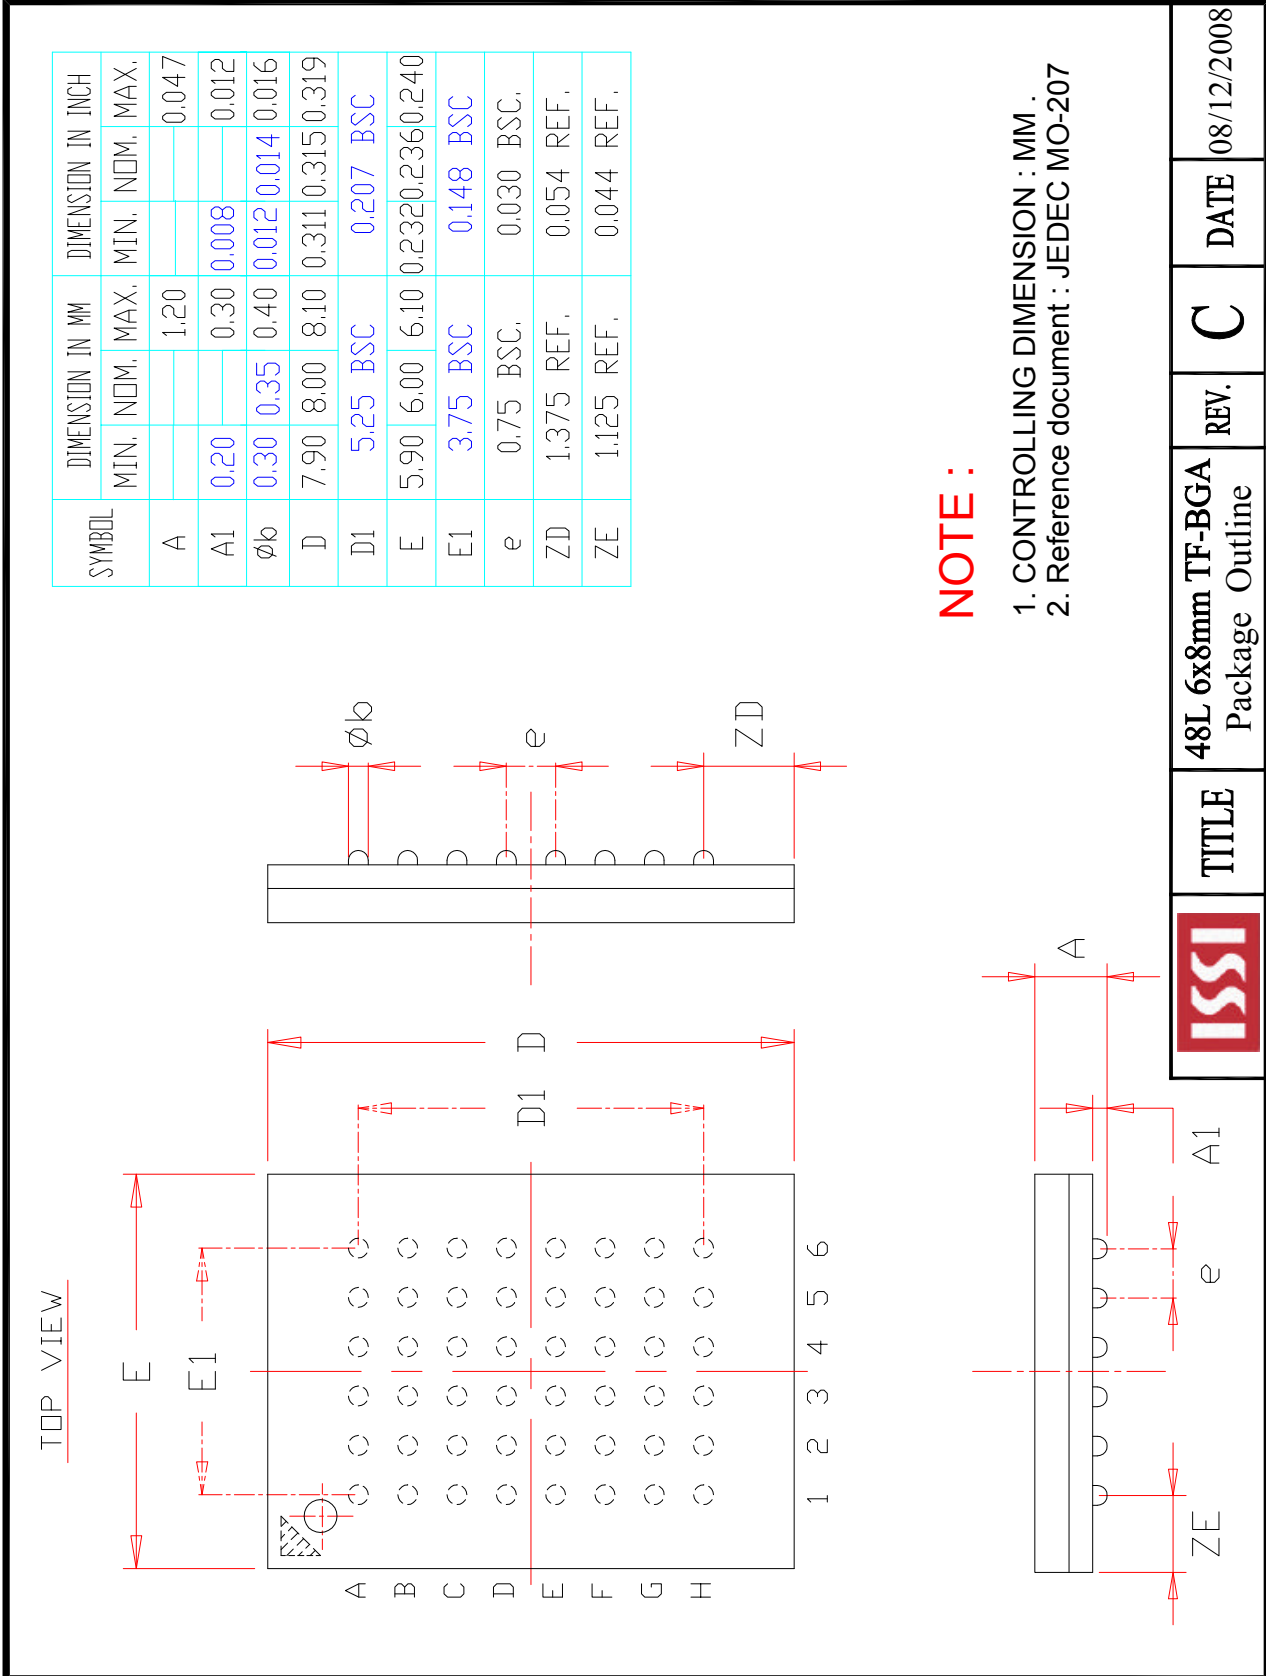 TOP VIEW
E
E1
A
B
C
D
E
F
G
H
1 2 3 4 5 6
D1
D
Øb
e
ZD
ZE
e
A1
A
SYMBOL DIMENSION IN MM DIMENSION IN INCH
MIN. NOM. MAX. MIN. NOM. MAX.
A 1.20 0.047
A1 0.20 0.30 0.008 0.012
Øb 0.30 0.35 0.40 0.012 0.014 0.016
D 7.90 8.00 8.10 0.311 0.315 0.319
D1 5.25 BSC 0.207 BSC
E 5.90 6.00 6.10 0.232 0.236 0.240
E1 3.75 BSC 0.148 BSC
e 0.75 BSC. 0.030 BSC.
ZD 1.375 REF. 0.054 REF.
ZE 1.125 REF. 0.044 REF.
NOTE :
1. CONTROLLING DIMENSION : MM .
2. Reference document : JEDEC MO-207
ISSI
TITLE
48L 6x8mm TF-BGA
Package Outline
REV.
C
DATE
08/12/2008